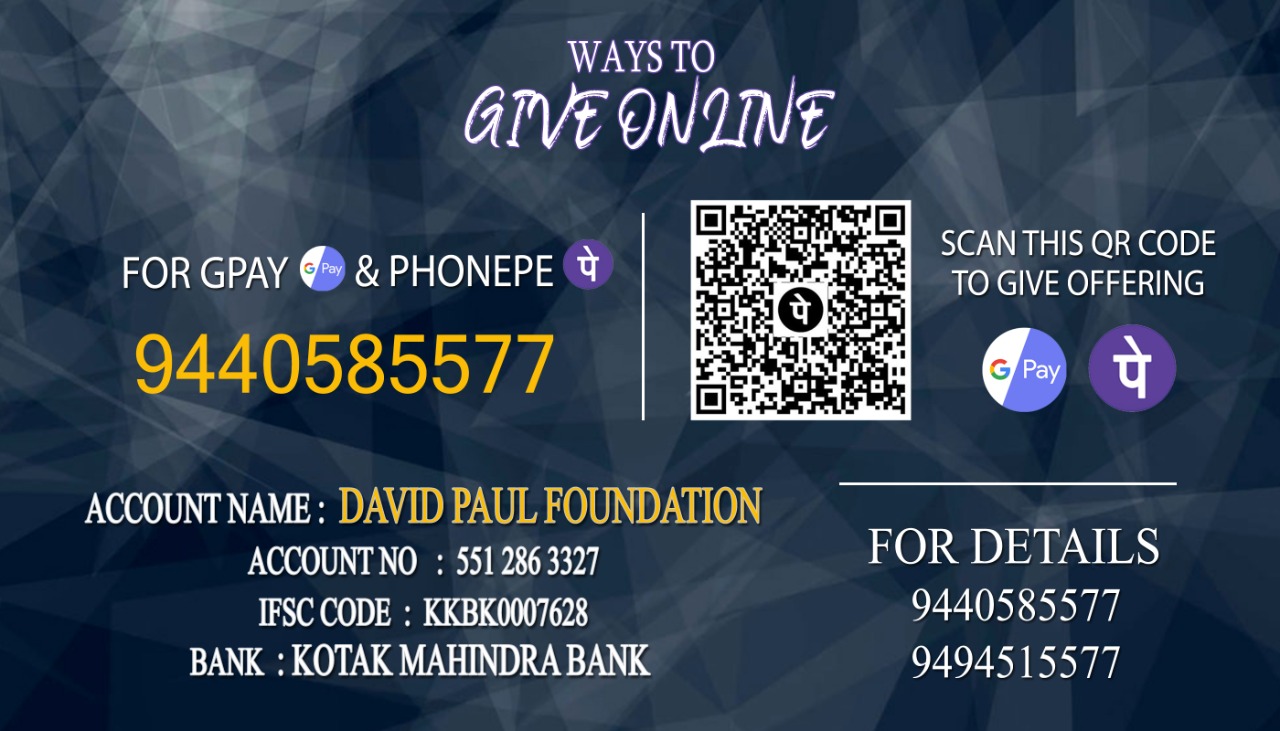 WAYS TO
GIVE ONLINE
FOR GPAY G Pay & PHONEPE पे
9440585577
पे
SCAN THIS QR CODE
TO GIVE OFFERING
G Pay पे
ACCOUNT NAME : DAVID PAUL FOUNDATION
ACCOUNT NO : 551 286 3327
IFSC CODE : KKBK0007628
BANK : KOTAK MAHINDRA BANK
FOR DETAILS
9440585577
9494515577